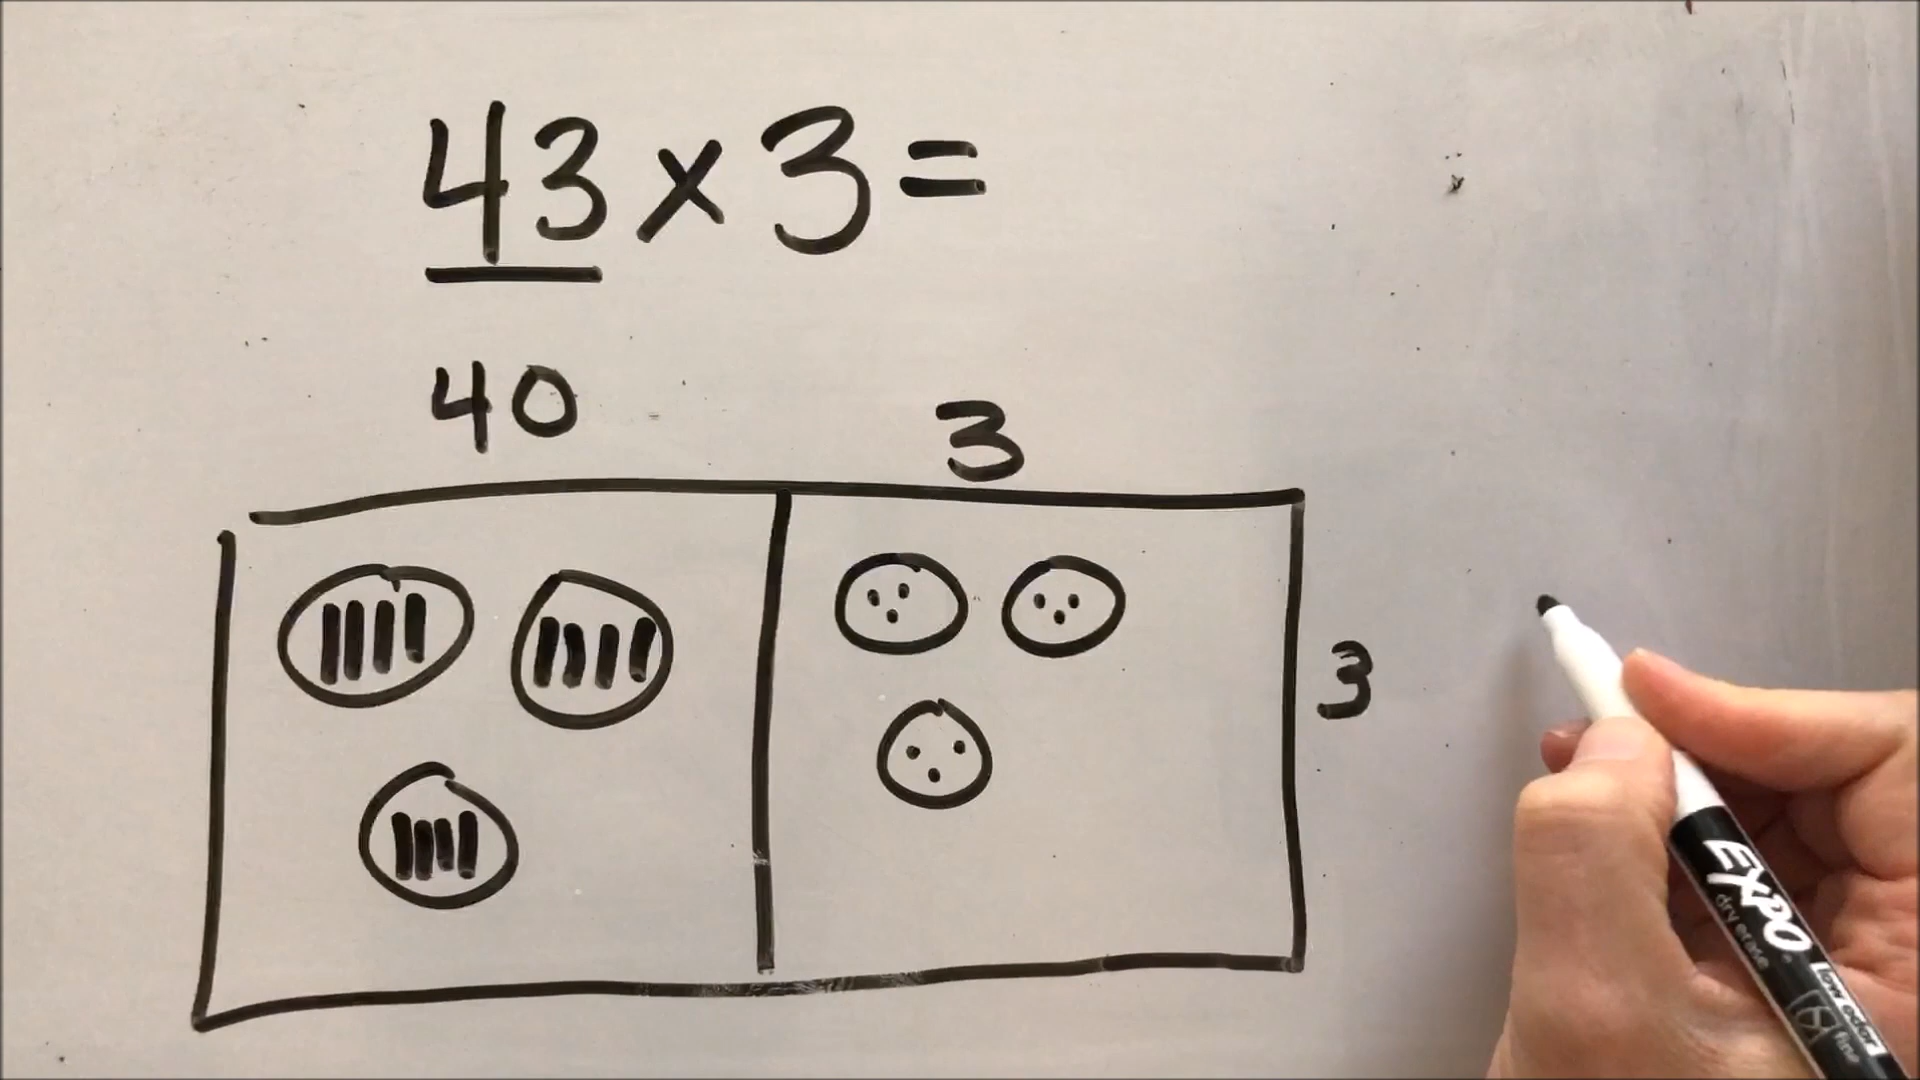 43 x 3 =
40
3
3
EXPO
dry erase
low odor
fine